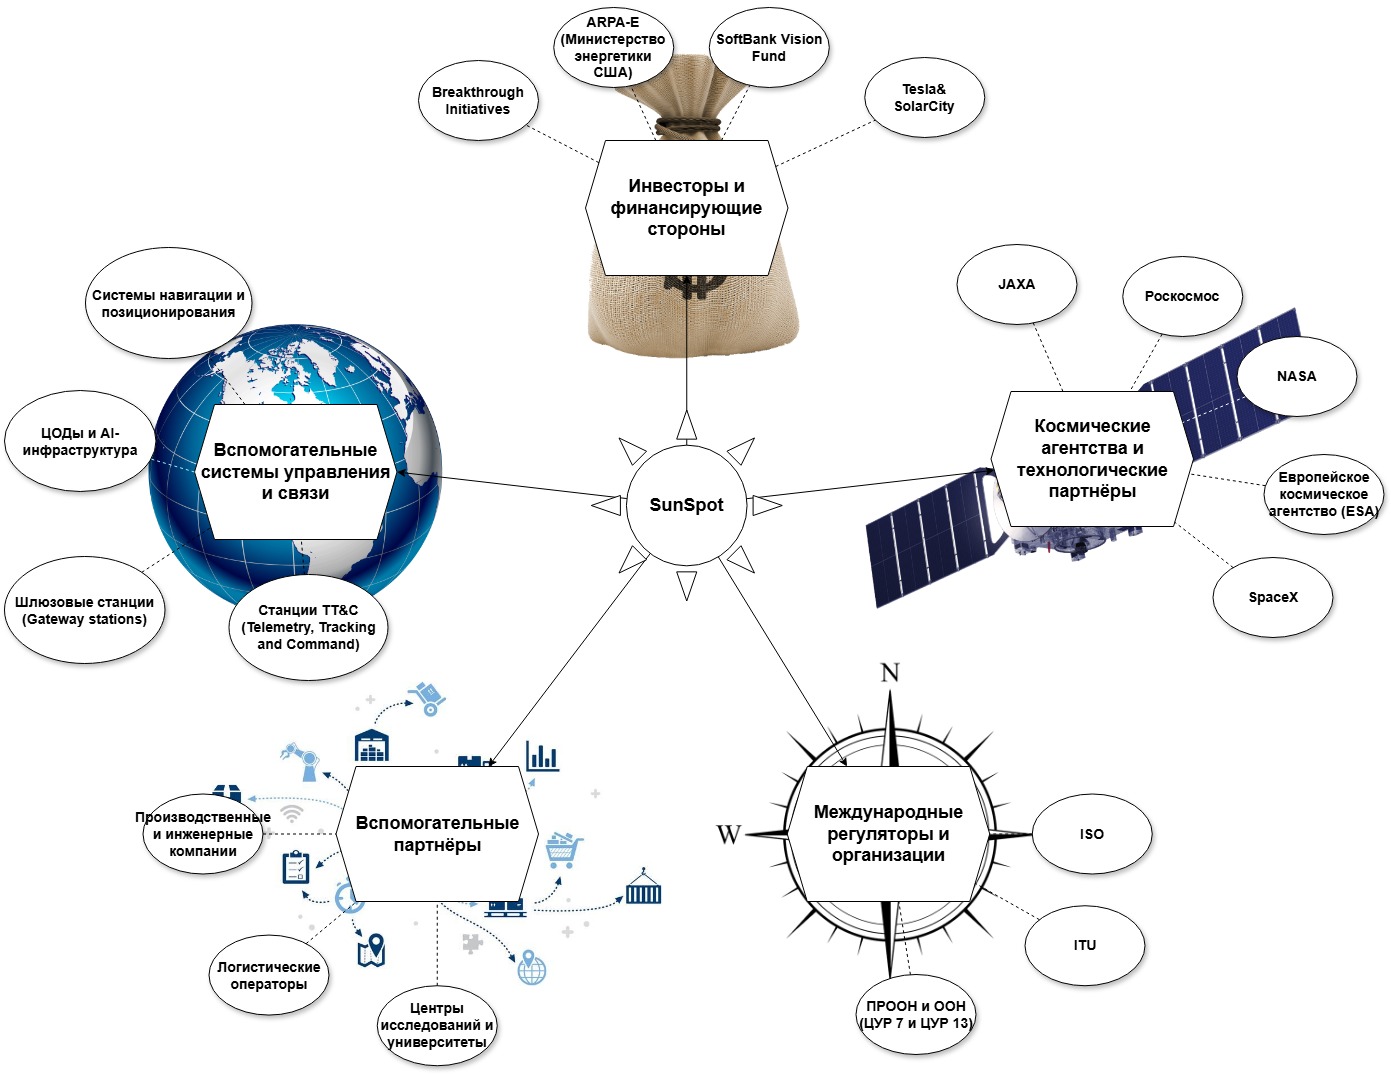 ARPA-E
(Министерство
энергетики
США)
SoftBank Vision
Fund
Breakthrough
Initiatives
Tesla&
SolarCity
Инвесторы и
финансирующие
стороны
Системы навигации и
позиционирования
ЦОДы и AI-
инфраструктура
Вспомогательные
системы управления
и связи
Шлюзовые станции
(Gateway stations)
Станции TT&C
(Telemetry, Tracking
and Command)
SunSpot
JAXA
Роскосмос
NASA
Космические
агентства и
технологические
партнёры
Европейское
космическое
агентство (ESA)
SpaceX
Производственные
и инженерные
компании
Вспомогательные
партнёры
Логистические
операторы
Центры
исследований и
университеты
N
W
Международные
регуляторы и
организации
ISO
ITU
ПРООН и ООН
(ЦУР 7 и ЦУР 13)